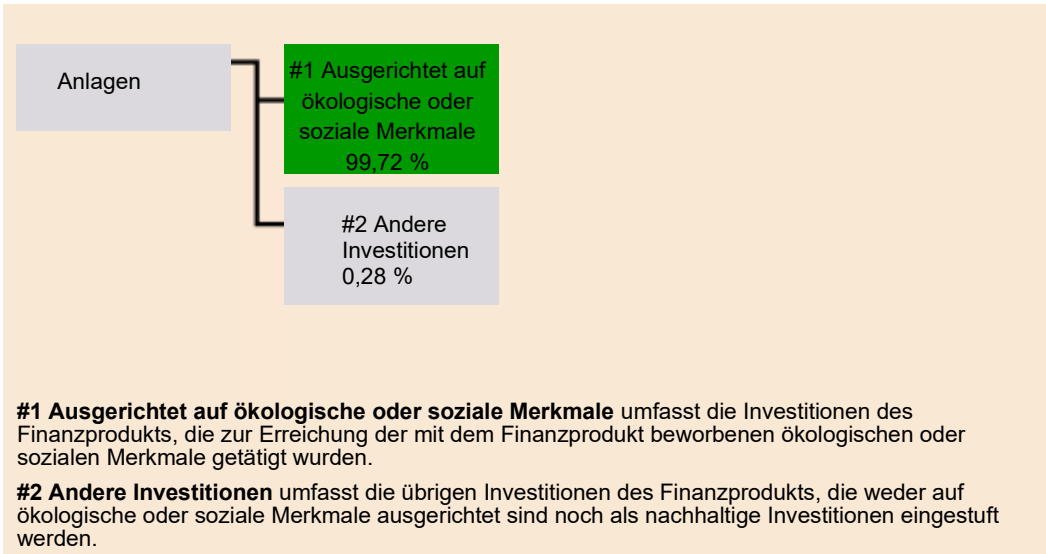 Anlagen
#1 Ausgerichtet auf
ökologische oder
soziale Merkmale
99,72 %
#2 Andere
Investitionen
0,28 %
#1 Ausgerichtet auf ökologische oder soziale Merkmale umfasst die Investitionen des
Finanzprodukts, die zur Erreichung der mit dem Finanzprodukt beworbenen ökologischen oder
sozialen Merkmale getätigt wurden.
#2 Andere Investitionen umfasst die übrigen Investitionen des Finanzprodukts, die weder auf
ökologische oder soziale Merkmale ausgerichtet sind noch als nachhaltige Investitionen eingestuft
werden.